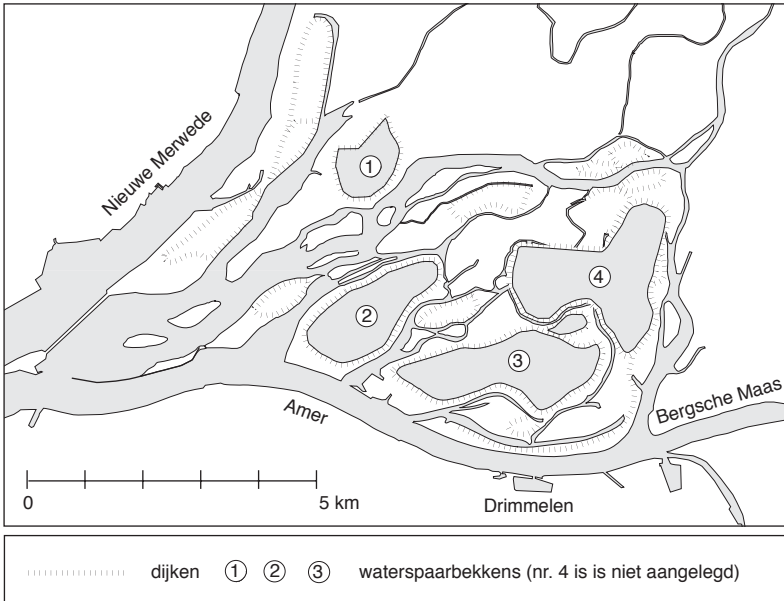 Nieuwe Merwede
1
2
3
4
Amer
Bergsche Maas
Drimmelen
0 5 km
dijken 1 2 3 waterspaarbekkens (nr. 4 is is niet aangelegd)